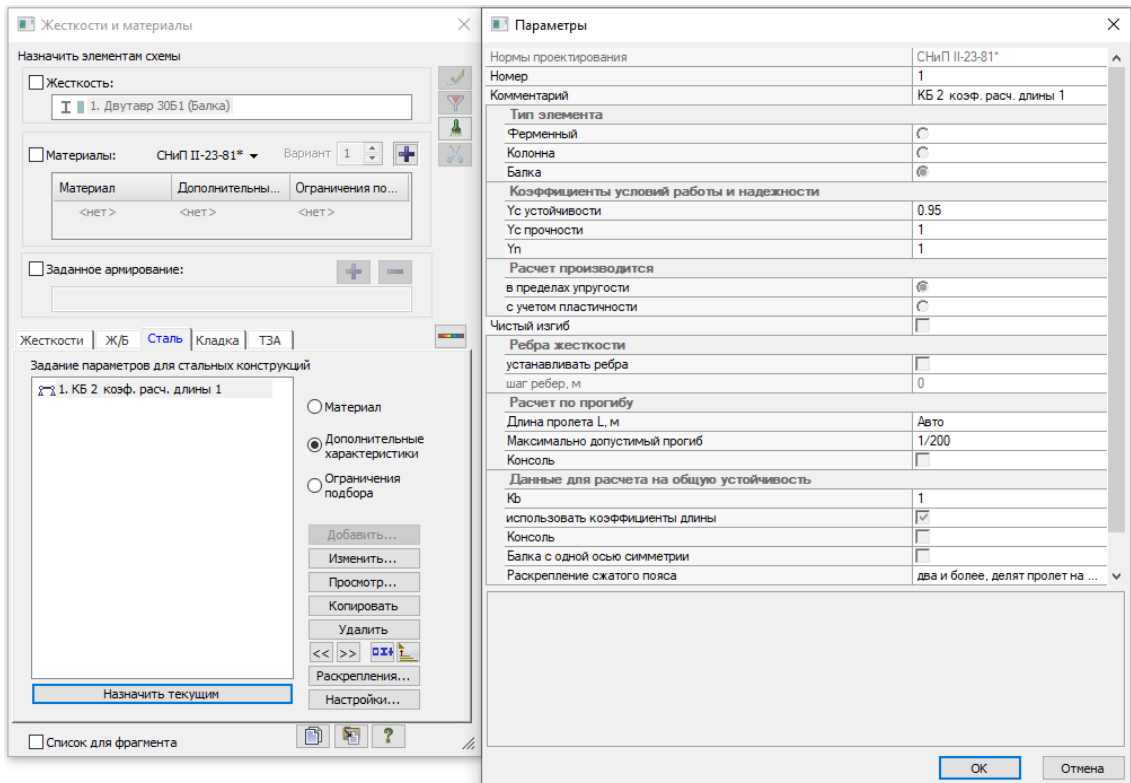 Жесткости и материалы
Назначить элементам схемы
Жесткость:
1. Двутавр 30Б1 (Балка)
Материалы:
СНиП II-23-81*
Вариант 1
Материал Дополнительны... Ограничения по...
<нет> <нет> <нет>
Заданное армирование:
Жесткости Ж/Б Сталь Кладка ТЗА
Задание параметров для стальных конструкций
1. КБ 2 коэф. расч. длины 1
Материал
Дополнительные
характеристики
Ограничения
подбора
Добавить...
Изменить...
Просмотр...
Копировать
Удалить
<< >>
Раскрепления...
Назначить текущим
Настройки...
Список для фрагмента
?
Параметры
Нормы проектирования СНиП II-23-81*
Номер 1
Комментарий КБ 2 коэф. расч. длины 1
Тип элемента
Ферменный
Колонна
Балка
Коэффициенты условий работы и надежности
Yc устойчивости 0.95
Yc прочности 1
Yn 1
Расчет производится
в пределах упругости
с учетом пластичности
Чистый изгиб
Ребра жесткости
устанавливать ребра
шаг ребер, м 0
Расчет по прогибу
Длина пролета L, м Авто
Максимально допустимый прогиб 1/200
Консоль
Данные для расчета на общую устойчивость
Kb 1
использовать коэффициенты длины
Консоль
Балка с одной осью симметрии
Раскрепление сжатого пояса два и более, делят пролет на ...
OK Отмена